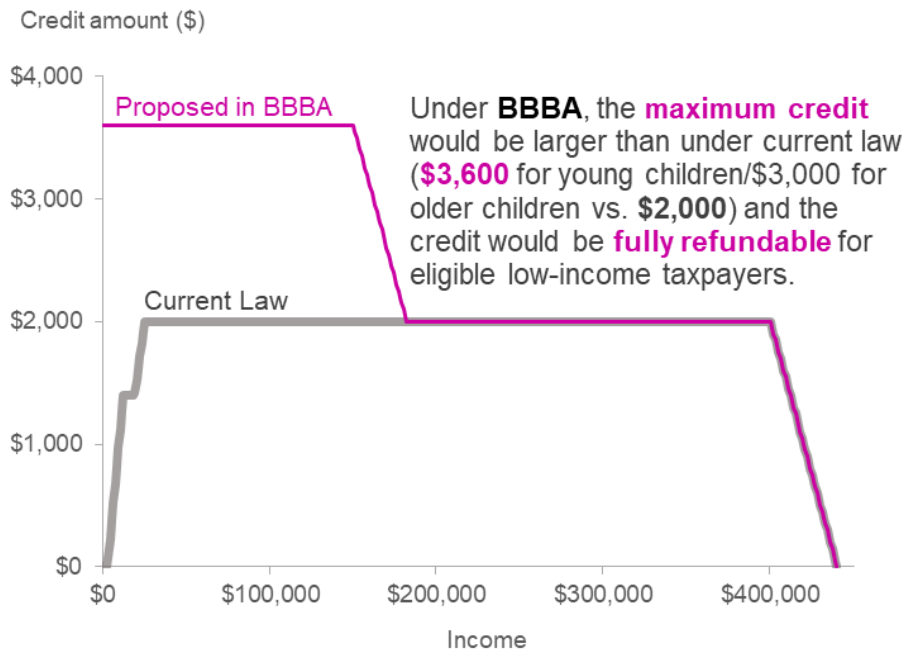 Credit amount ($)
$4,000
Proposed in BBBA
Under BBBA, the maximum credit
would be larger than under current law
($3,600 for young children/$3,000 for
older children vs. $2,000) and the
credit would be fully refundable for
eligible low-income taxpayers.
$3,000
Current Law
$2,000
$1,000
$0
$0 $100,000 $200,000 $300,000 $400,000
Income